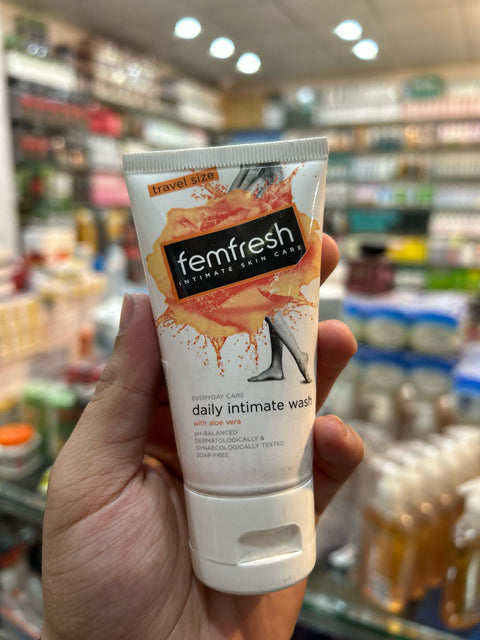 travel size
femfresh
INTIMATE SKIN CARE
EVERYDAY CARE
daily intimate wash
with aloe vera
pH-BALANCED
DERMATOLOGICALLY &
GYNAECOLOGICALLY TESTED
SOAP-FREE